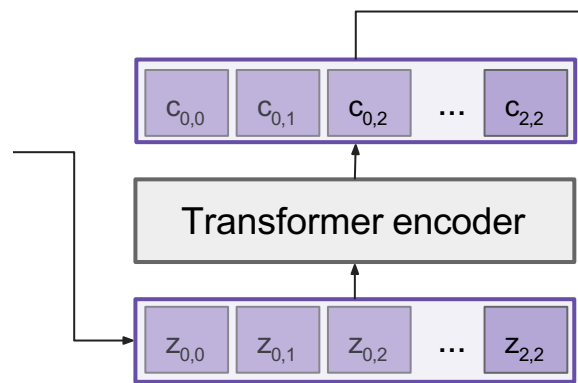 c0,0 c0,1 c0,2 ... c2,2
Transformer encoder
z0,0 z0,1 z0,2 ... z2,2